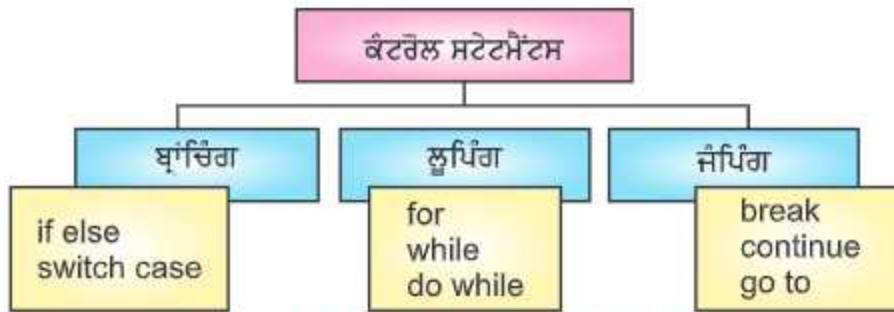 ਕੰਟਰੋਲ ਸਟੇਟਮੈਂਟਸ
ਬ੍ਰਾਂਚਿੰਗ
ਲੂਪਿੰਗ
ਜੰਪਿੰਗ
if else
switch case
for
while
do while
break
continue
go to